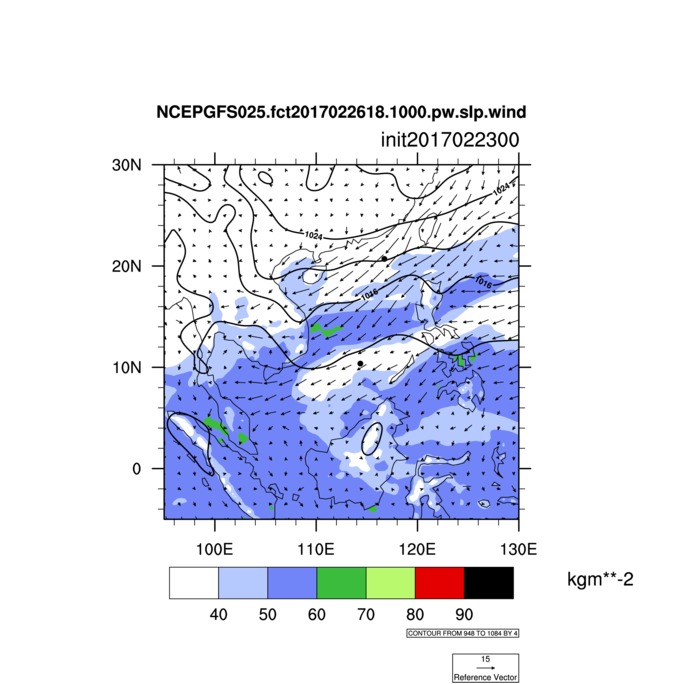 NCEPGFS025.fct2017022618.1000.pw.slp.wind
init2017022300
30N
1024
1024
20N
1016
1016
10N
0
100E 110E 120E 130E
kgm**-2
40 50 60 70 80 90
CONTOUR FROM 948 TO 1084 BY 4
15
Reference Vector